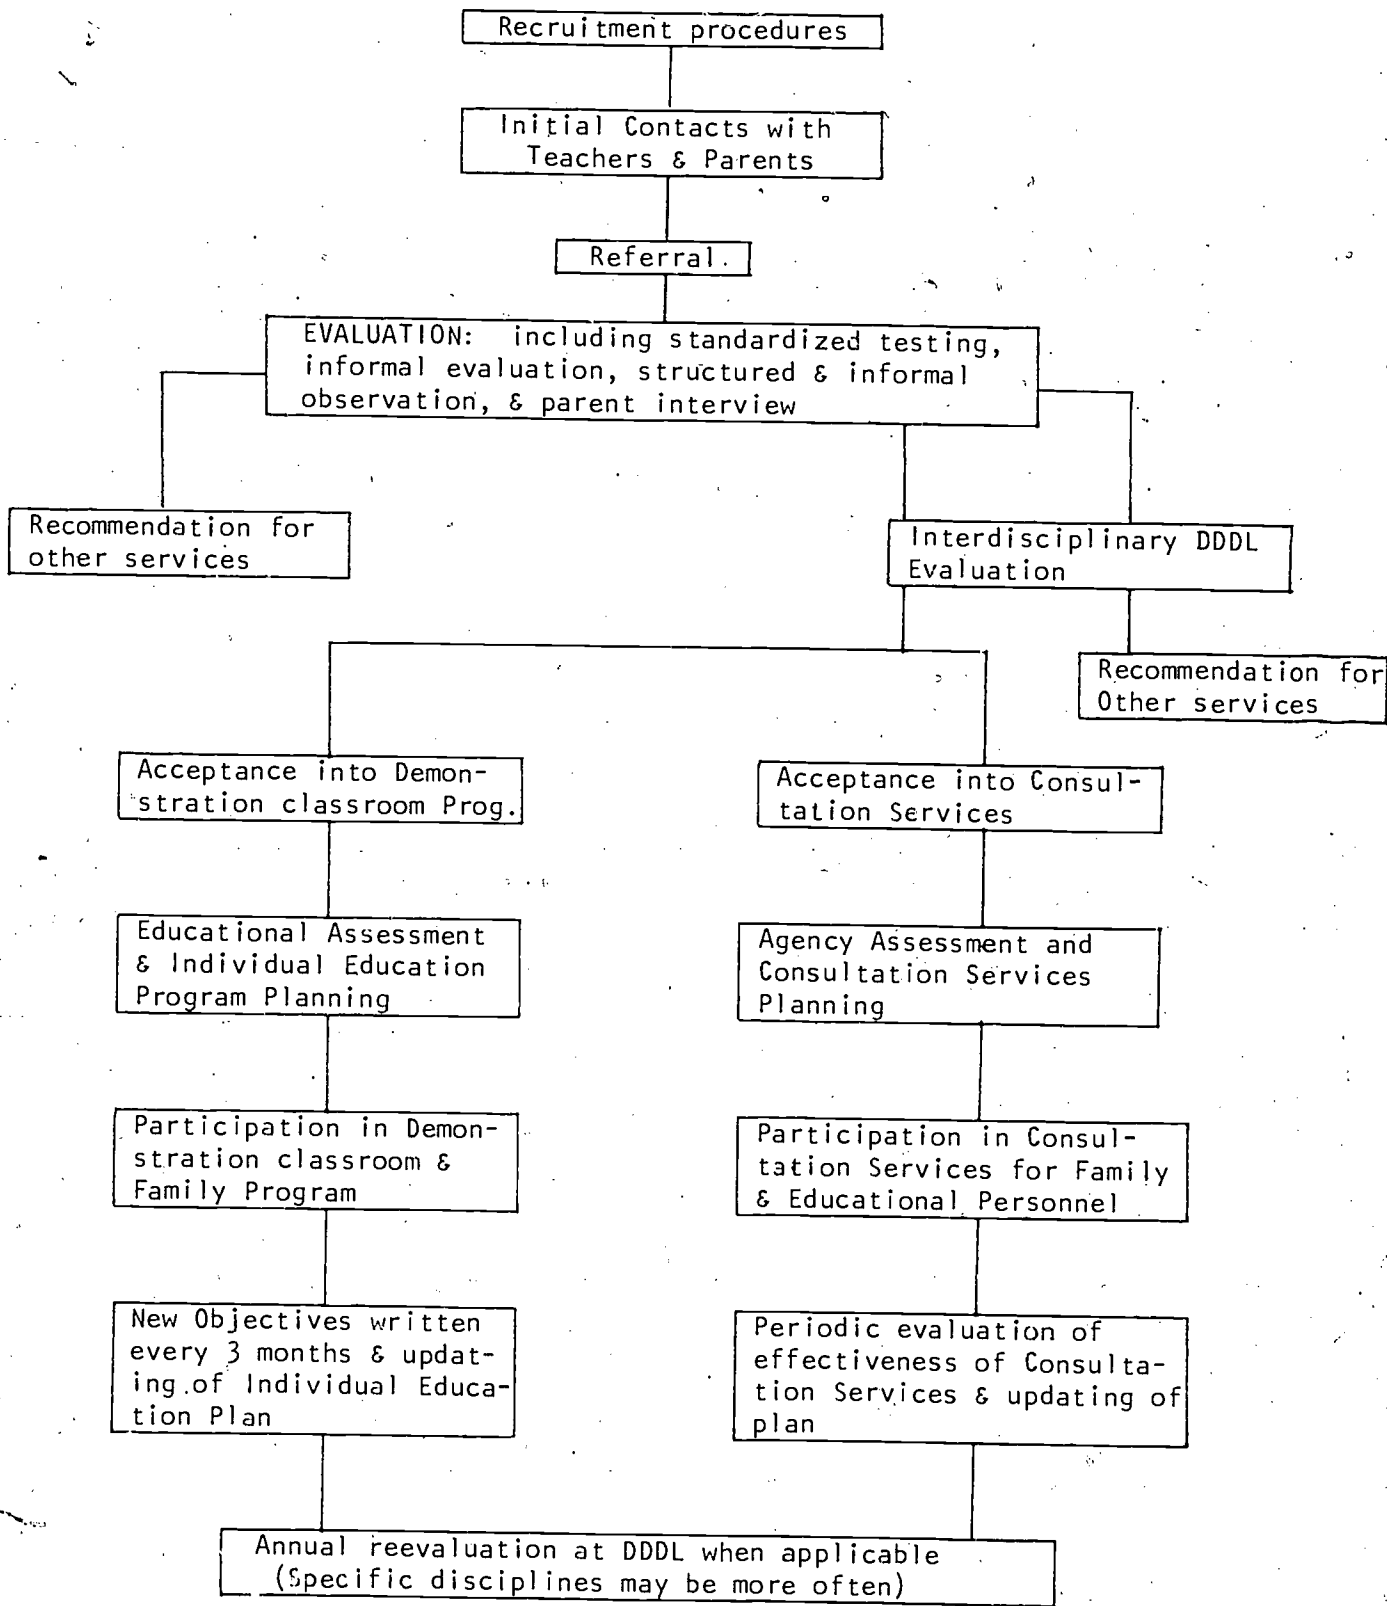 Recruitment procedures
Initial Contacts with
Teachers & Parents
Referral.
EVALUATION: including standardized testing,
informal evaluation, structured & informal
observation, & parent interview
Recommendation for
other services
Interdisciplinary DDDL
Evaluation
Recommendation for
Other services
Acceptance into Demon-
stration classroom Prog.
Acceptance into Consul-
tation Services
Educational Assessment
& Individual Education
Program Planning
Agency Assessment and
Consultation Services
Planning
Participation in Demon-
stration classroom &
Family Program
Participation in Consul-
tation Services for Family
& Educational Personnel
New Objectives written
every 3 months & updat-
ing of Individual Educa-
tion Plan
Periodic evaluation of
effectiveness of Consulta-
tion Services & updating of
plan
Annual reevaluation at DDDL when applicable
(Specific disciplines may be more often)